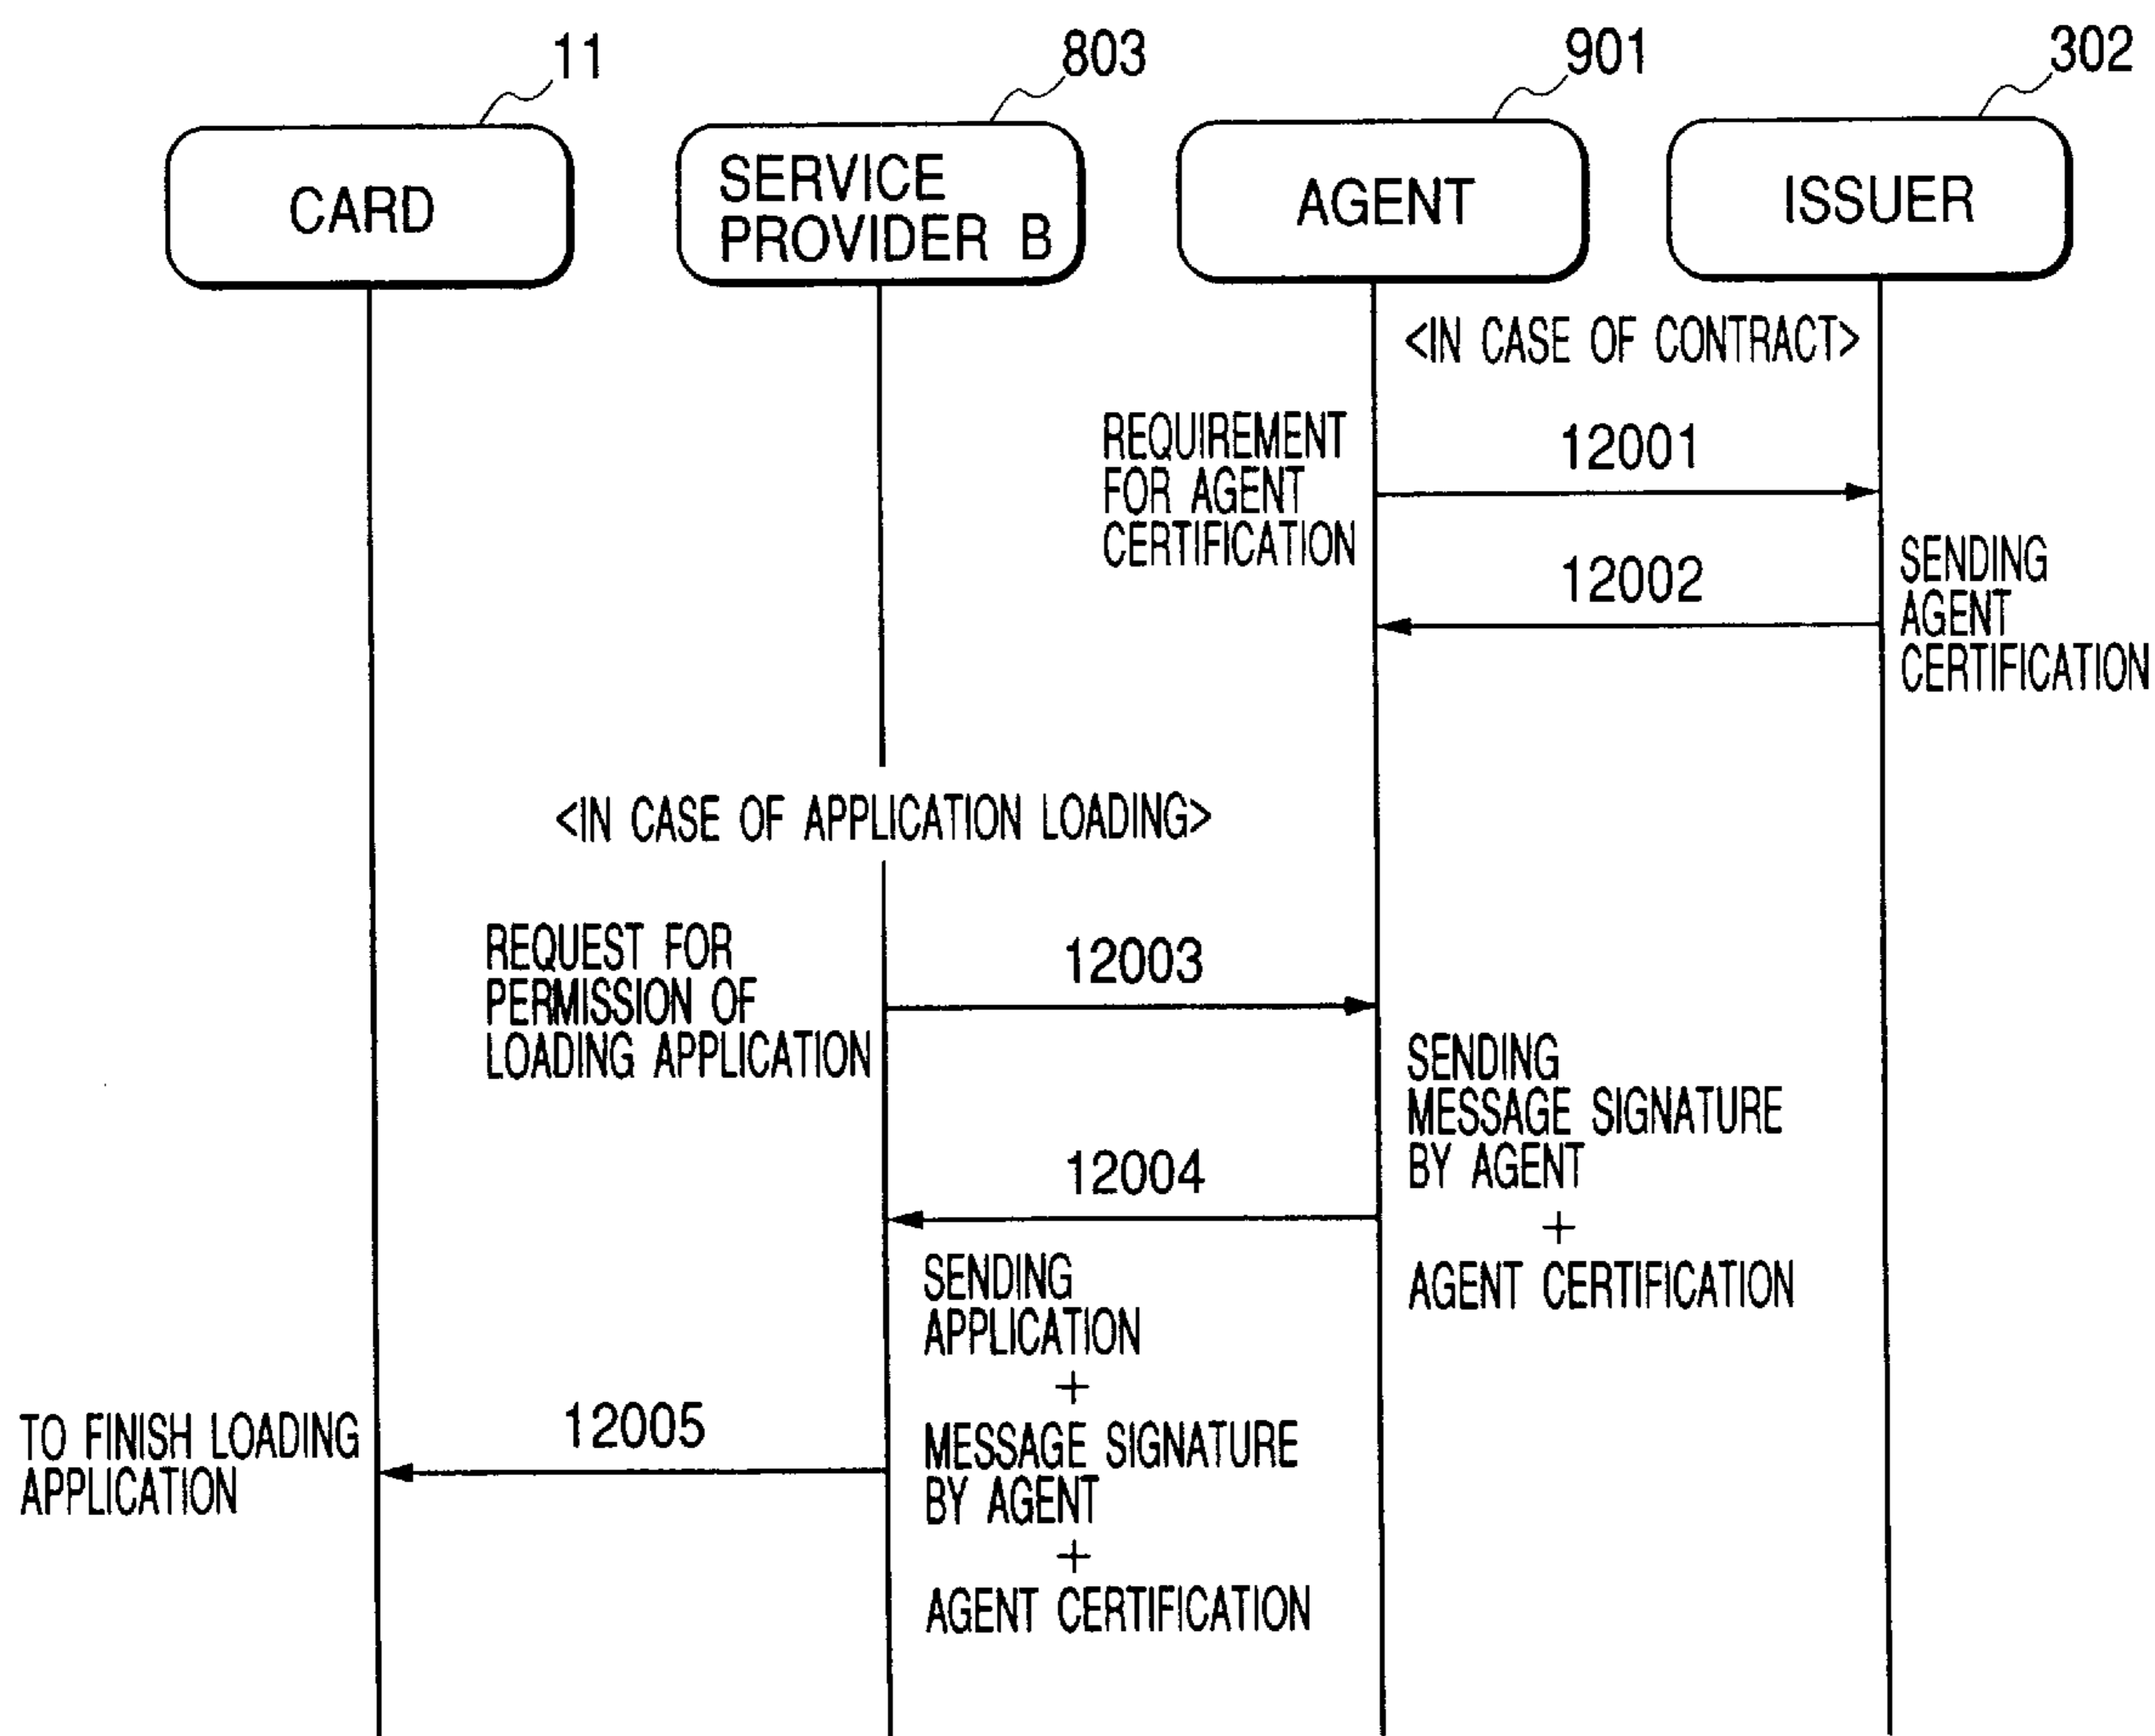 11
803
901
302
CARD
SERVICE
PROVIDER B
AGENT
ISSUER
<IN CASE OF CONTRACT>
REQUIREMENT
FOR AGENT
CERTIFICATION
12001
12002
SENDING
AGENT
CERTIFICATION
<IN CASE OF APPLICATION LOADING>
REQUEST FOR
PERMISSION OF
LOADING APPLICATION
12003
SENDING
MESSAGE SIGNATURE
BY AGENT
+
AGENT CERTIFICATION
12004
SENDING
APPLICATION
+
MESSAGE SIGNATURE
BY AGENT
+
AGENT CERTIFICATION
12005
TO FINISH LOADING
APPLICATION